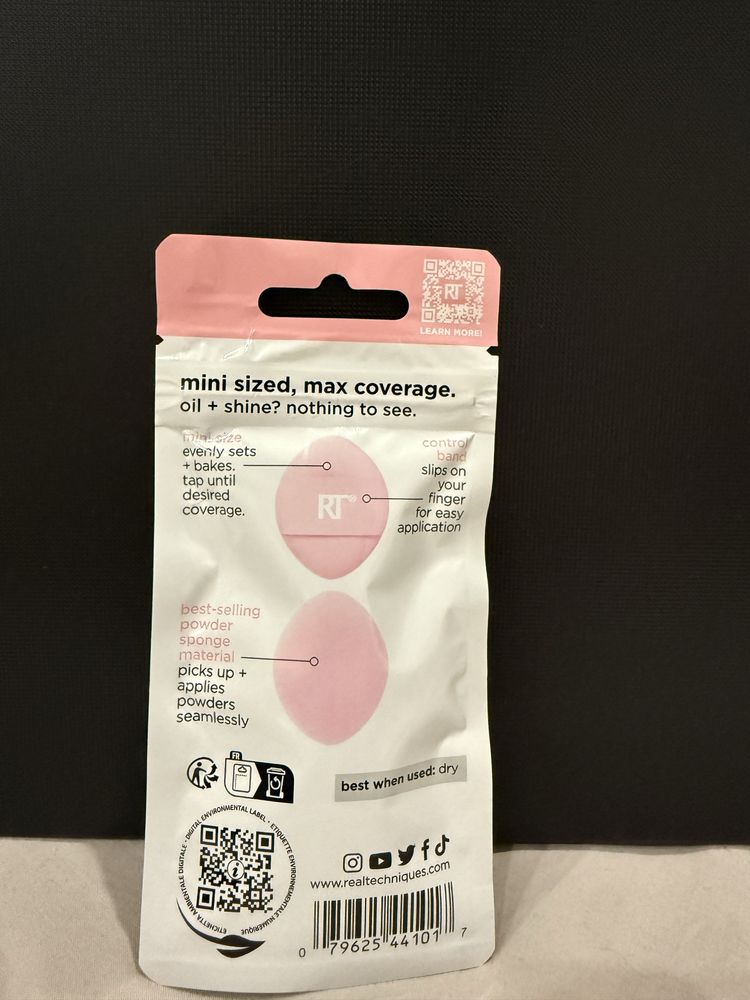 RT
LEARN MORE!
mini sized, max coverage.
oil + shine? nothing to see.
mini size
evenly sets
+ bakes.
tap until
desired
coverage.
control
band
slips on
your
finger
for easy
application
RT®
best-selling
powder
sponge
material
picks up +
applies
powders
seamlessly
FR
best when used: dry
DIGITAL ENVIRONMENTAL LABEL • ETIQUETTE ENVIRONNEMENTALE NUMERIQUE
ETICHETTA AMBIENTALE DIGITALE •
i
www.realtechniques.com
0 79625 44101 7